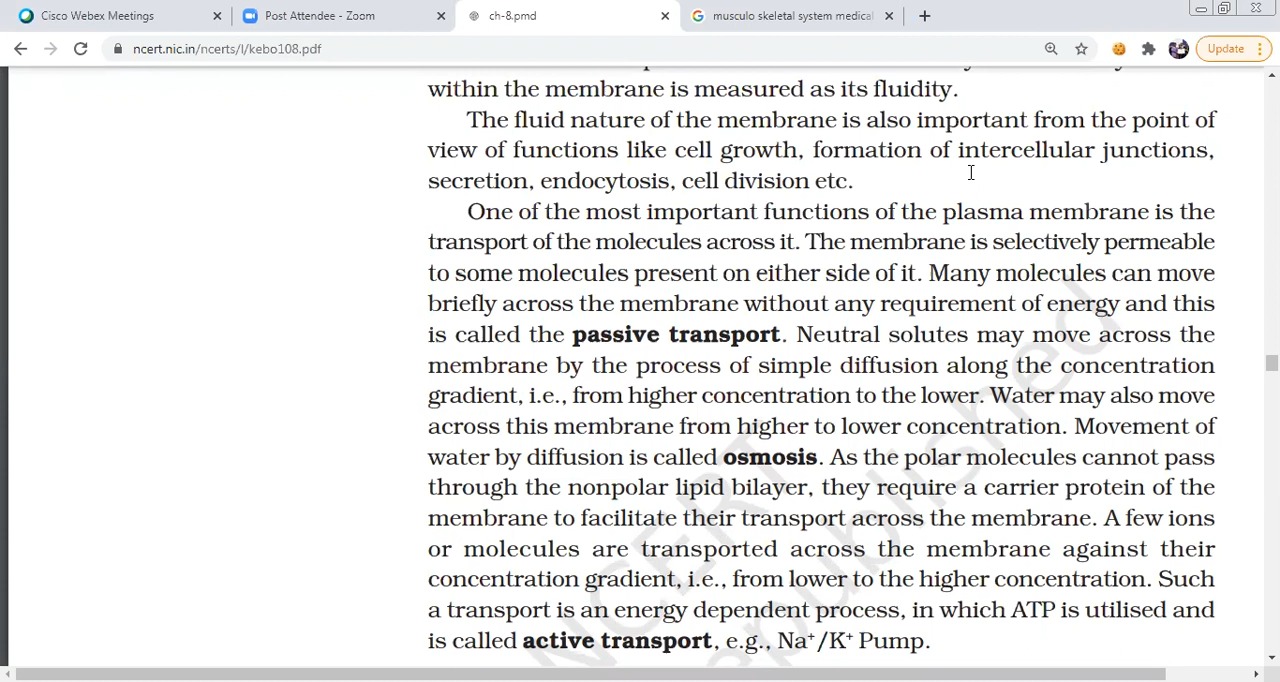 Cisco Webex Meetings
Post Attendee - Zoom
ch-8.pmd
musculo skeletal system medical
ncert.nic.in/ncerts/l/kebo108.pdf
Update
within the membrane is measured as its fluidity.
The fluid nature of the membrane is also important from the point of
view of functions like cell growth, formation of intercellular junctions,
secretion, endocytosis, cell division etc.
One of the most important functions of the plasma membrane is the
transport of the molecules across it. The membrane is selectively permeable
to some molecules present on either side of it. Many molecules can move
briefly across the membrane without any requirement of energy and this
is called the passive transport. Neutral solutes may move across the
membrane by the process of simple diffusion along the concentration
gradient, i.e., from higher concentration to the lower. Water may also move
across this membrane from higher to lower concentration. Movement of
water by diffusion is called osmosis. As the polar molecules cannot pass
through the nonpolar lipid bilayer, they require a carrier protein of the
membrane to facilitate their transport across the membrane. A few ions
or molecules are transported across the membrane against their
concentration gradient, i.e., from lower to the higher concentration. Such
a transport is an energy dependent process, in which ATP is utilised and
is called active transport, e.g., Na⁺/K⁺ Pump.
NCERT
republished